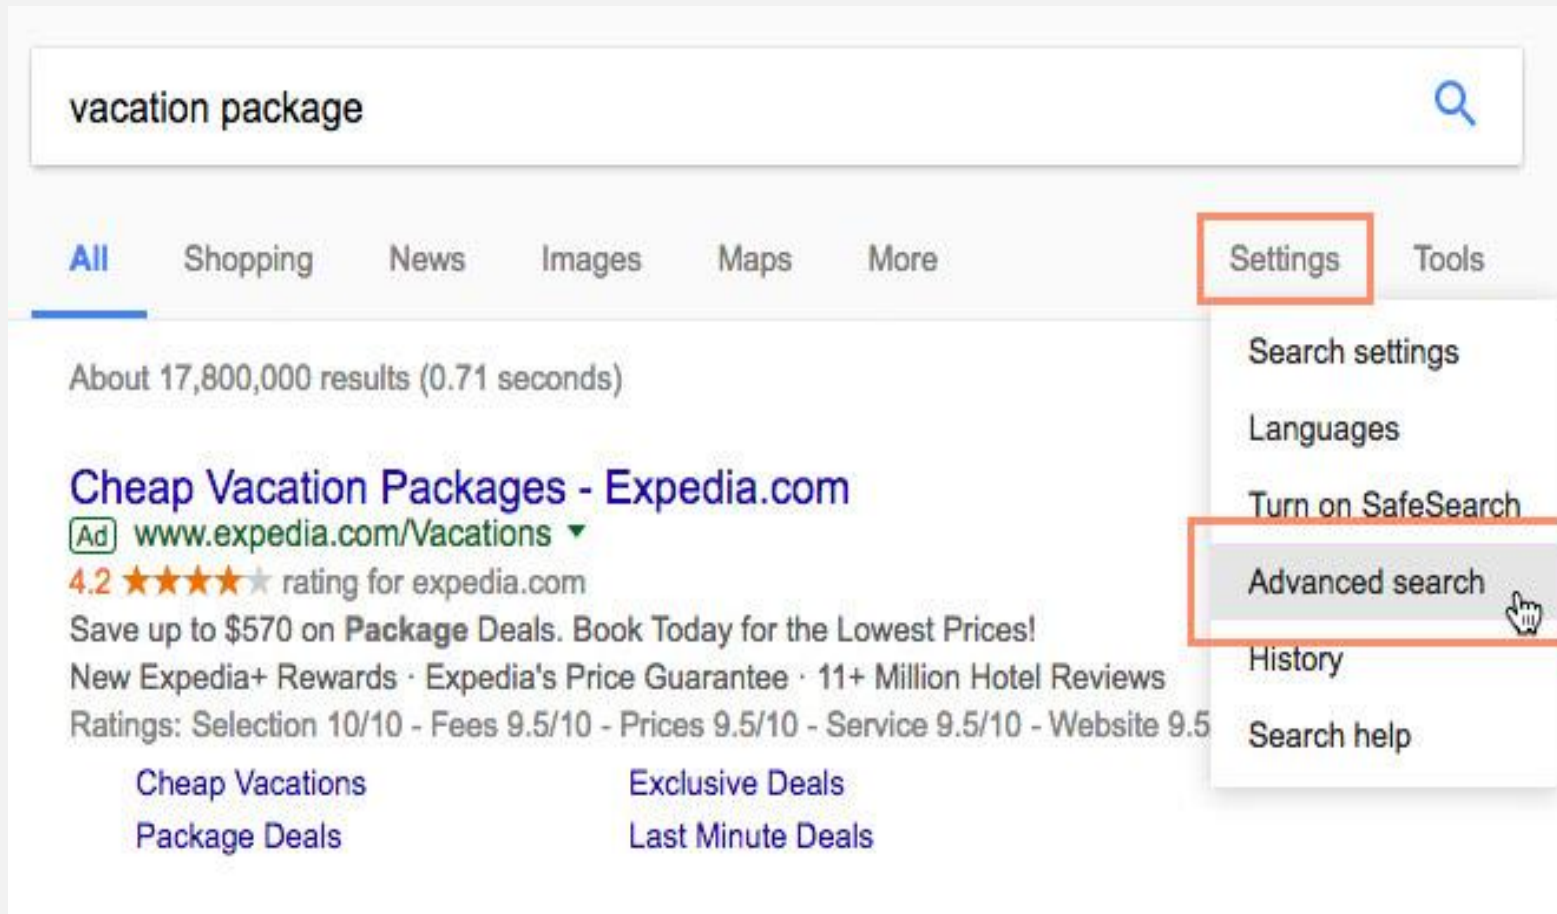 vacation package
All Shopping News Images Maps More Settings Tools
About 17,800,000 results (0.71 seconds)
Cheap Vacation Packages - Expedia.com
Ad www.expedia.com/Vacations
4.2 rating for expedia.com
Save up to $570 on Package Deals. Book Today for the Lowest Prices!
New Expedia+ Rewards · Expedia's Price Guarantee · 11+ Million Hotel Reviews
Ratings: Selection 10/10 - Fees 9.5/10 - Prices 9.5/10 - Service 9.5/10 - Website 9.5
Cheap Vacations Exclusive Deals
Package Deals Last Minute Deals
Search settings
Languages
Turn on SafeSearch
Advanced search
History
Search help